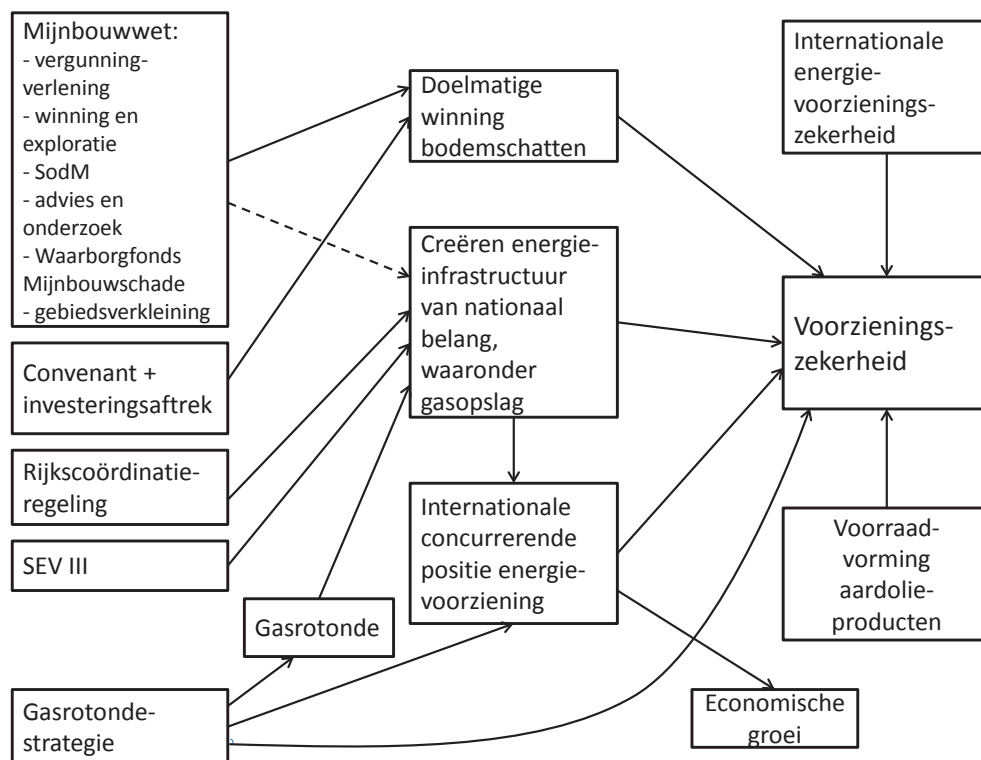 Mijnbouwwet:
- vergunning-
verlening
- winning en
exploratie
- SodM
- advies en
onderzoek
- Waarborgfonds
Mijnbouwschade
- gebiedsverkleining
Convenant +
investeringsaftrek
Rijkscoördinatie-
regeling
SEV III
Gasrotonde
Gasrotonde-
strategie
Doelmatige
winning
bodemschatten
Creëren energie-
infrastructuur
van nationaal
belang,
waaronder
gasopslag
Internationale
concurrerende
positie energie-
voorziening
Internationale
energie-
voorzienings-
zekerheid
Voorzienings-
zekerheid
Voorraad-
vorming
aardolie-
producten
Economische
groei